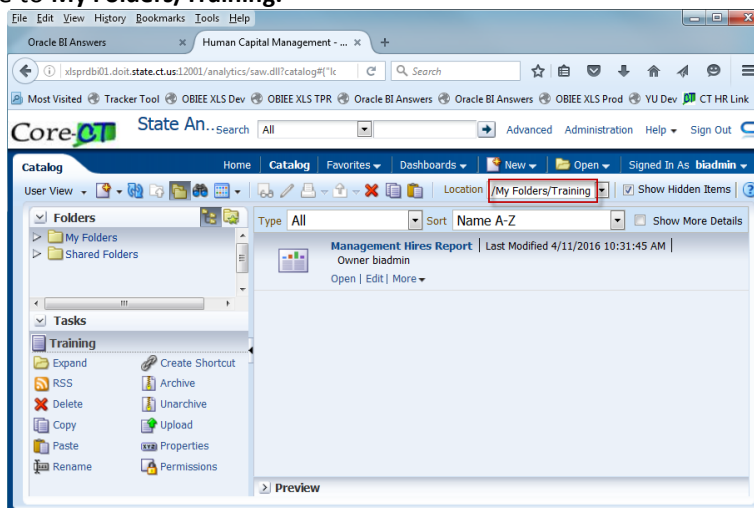 e to My Folders/Training.
File Edit View History Bookmarks Tools Help
Oracle BI Answers × Human Capital Management - ... × +
xlsprdbi01.doit.state.ct.us:12001/analytics/saw.dll?catalog#{"lc Search
Most Visited Tracker Tool OBIEE XLS Dev OBIEE XLS TPR Oracle BI Answers Oracle BI Answers OBIEE XLS Prod YU Dev CT HR Link
Core-CT State An.. Search All Advanced Administration Help Sign Out
Catalog Home Catalog Favorites Dashboards New Open Signed In As biadmin
User View Location /My Folders/Training Show Hidden Items
Folders Type All Sort Name A-Z Show More Details
My Folders
Shared Folders
Management Hires Report | Last Modified 4/11/2016 10:31:45 AM |
Owner biadmin
Open | Edit | More
Tasks
Training
Expand Create Shortcut
RSS Archive
Delete Unarchive
Copy Upload
Paste Properties
Rename Permissions
Preview